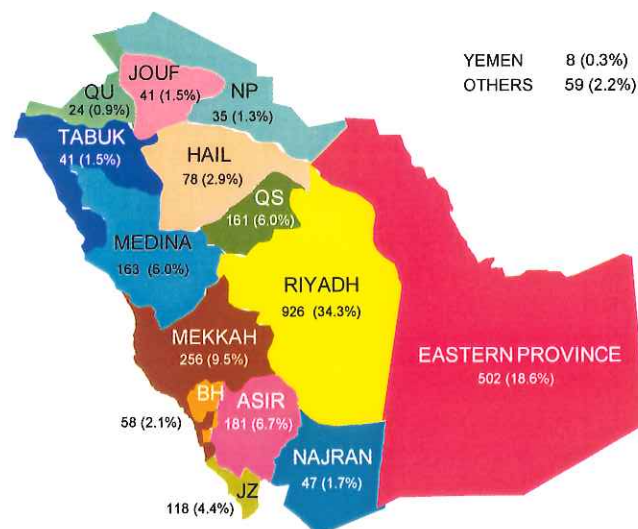 YEMEN 8 (0.3%)
OTHERS 59 (2.2%)
JOUF
41 (1.5%)
QU
24 (0.9%)
NP
35 (1.3%)
TABUK
41 (1.5%)
HAIL
78 (2.9%)
QS
161 (6.0%)
MEDINA
163 (6.0%)
RIYADH
926 (34.3%)
MEKKAH
256 (9.5%)
EASTERN PROVINCE
502 (18.6%)
BH
58 (2.1%)
ASIR
181 (6.7%)
NAJRAN
47 (1.7%)
JZ
118 (4.4%)